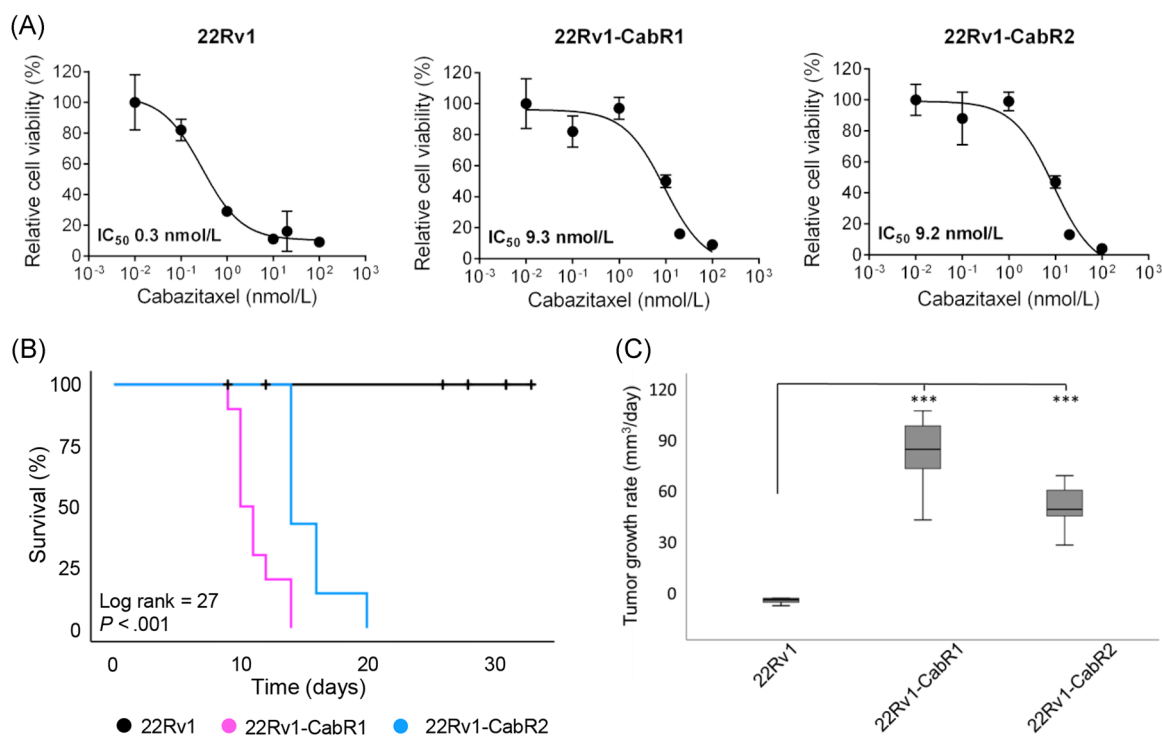 (A)
22Rv1
Relative cell viability (%)
120
100
80
60
40
20
0
IC50 0.3 nmol/L
10-3 10-2 10-1 100 101 102 103
Cabazitaxel (nmol/L)
22Rv1-CabR1
Relative cell viability (%)
120
100
80
60
40
20
0
IC50 9.3 nmol/L
10-3 10-2 10-1 100 101 102 103
Cabazitaxel (nmol/L)
22Rv1-CabR2
Relative cell viability (%)
120
100
80
60
40
20
0
IC50 9.2 nmol/L
10-3 10-2 10-1 100 101 102 103
Cabazitaxel (nmol/L)
(B)
Survival (%)
100
75
50
25
0
Log rank = 27
P < .001
0 10 20 30
Time (days)
22Rv1 22Rv1-CabR1 22Rv1-CabR2
(C)
Tumor growth rate (mm3/day)
120
90
60
30
0
*** ***
22Rv1
22Rv1-CabR1
22Rv1-CabR2